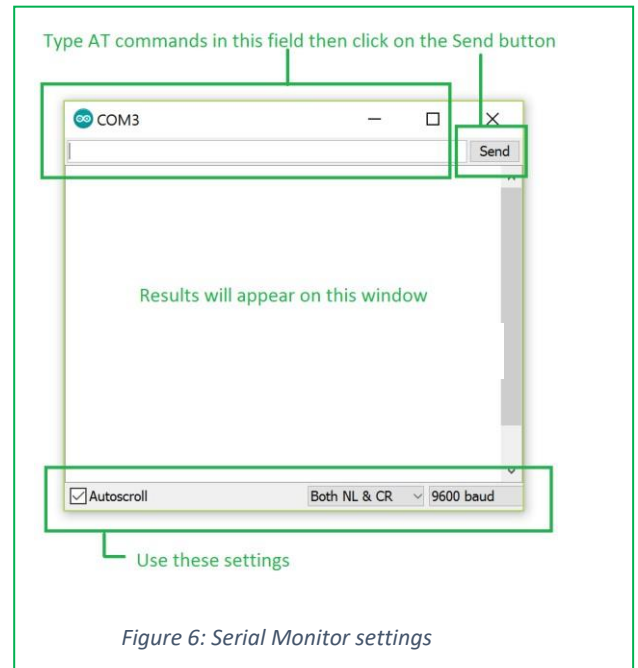 Type AT commands in this field then click on the Send button
COM3
Send
Results will appear on this window
Autoscroll Both NL & CR 9600 baud
Use these settings
Figure 6: Serial Monitor settings